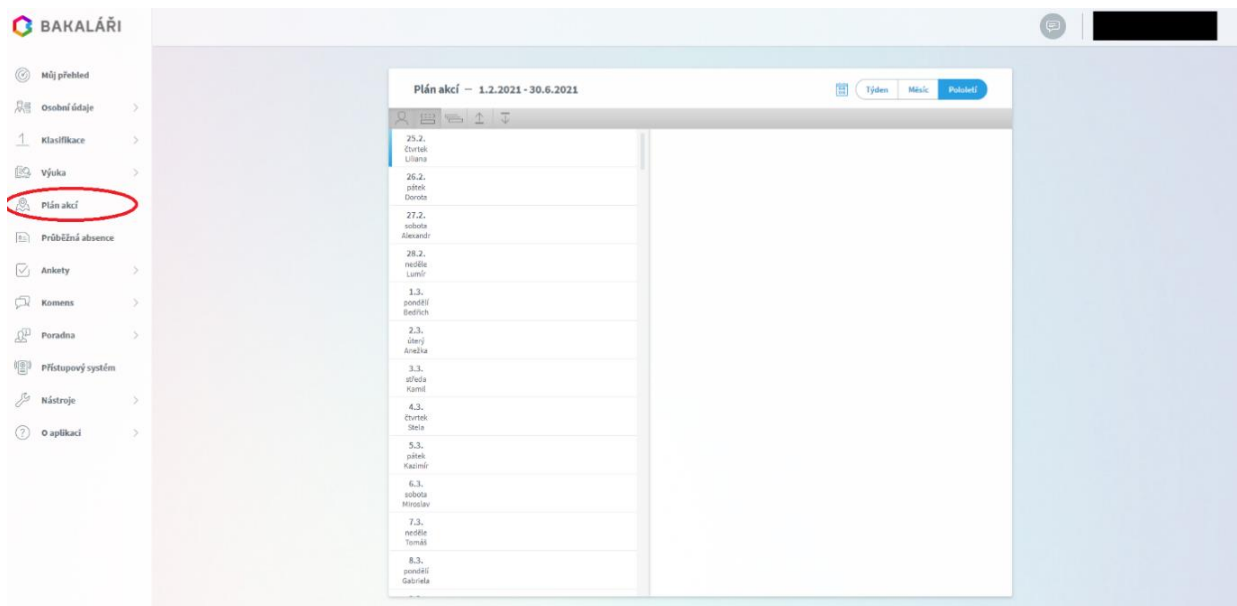 BAKALÁŘI
Můj přehled
Osobní údaje
Klasifikace
Výuka
Plán akcí
Průběžná absence
Ankety
Komens
Poradna
Přístupový systém
Nástroje
O aplikaci
Plán akcí — 1.2.2021 - 30.6.2021
Týden Měsíc Pololetí
25.2.
čtvrtek
Liliana
26.2.
pátek
Dorota
27.2.
sobota
Alexandr
28.2.
neděle
Lumír
1.3.
pondělí
Bedřich
2.3.
úterý
Anežka
3.3.
středa
Kamil
4.3.
čtvrtek
Stela
5.3.
pátek
Kazimír
6.3.
sobota
Miroslav
7.3.
neděle
Tomáš
8.3.
pondělí
Gabriela